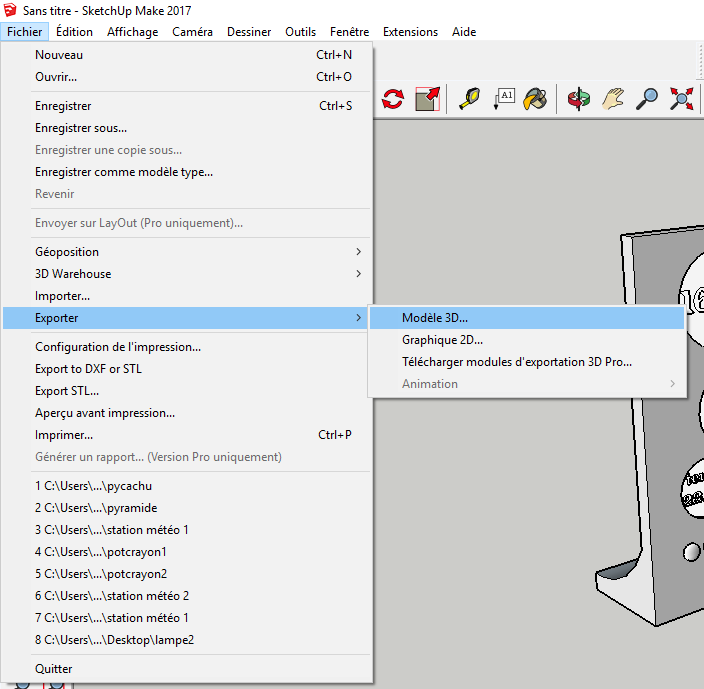 Sans titre - SketchUp Make 2017
Fichier Édition Affichage Caméra Dessiner Outils Fenêtre Extensions Aide
Nouveau Ctrl+N
Ouvrir... Ctrl+O
Enregistrer Ctrl+S
Enregistrer sous...
Enregistrer une copie sous...
Enregistrer comme modèle type...
Revenir
Envoyer sur LayOut (Pro uniquement)...
Géoposition
3D Warehouse
Importer...
Exporter
Modèle 3D...
Graphique 2D...
Télécharger modules d'exportation 3D Pro...
Animation
Configuration de l'impression...
Export to DXF or STL
Export STL...
Aperçu avant impression...
Imprimer... Ctrl+P
Générer un rapport... (Version Pro uniquement)
1 C:\Users\...\pycachu
2 C:\Users\...\pyramide
3 C:\Users\...\station météo 1
4 C:\Users\...\potcrayon1
5 C:\Users\...\potcrayon2
6 C:\Users\...\station météo 2
7 C:\Users\...\station météo 1
8 C:\Users\...\Desktop\lampe2
Quitter
A1